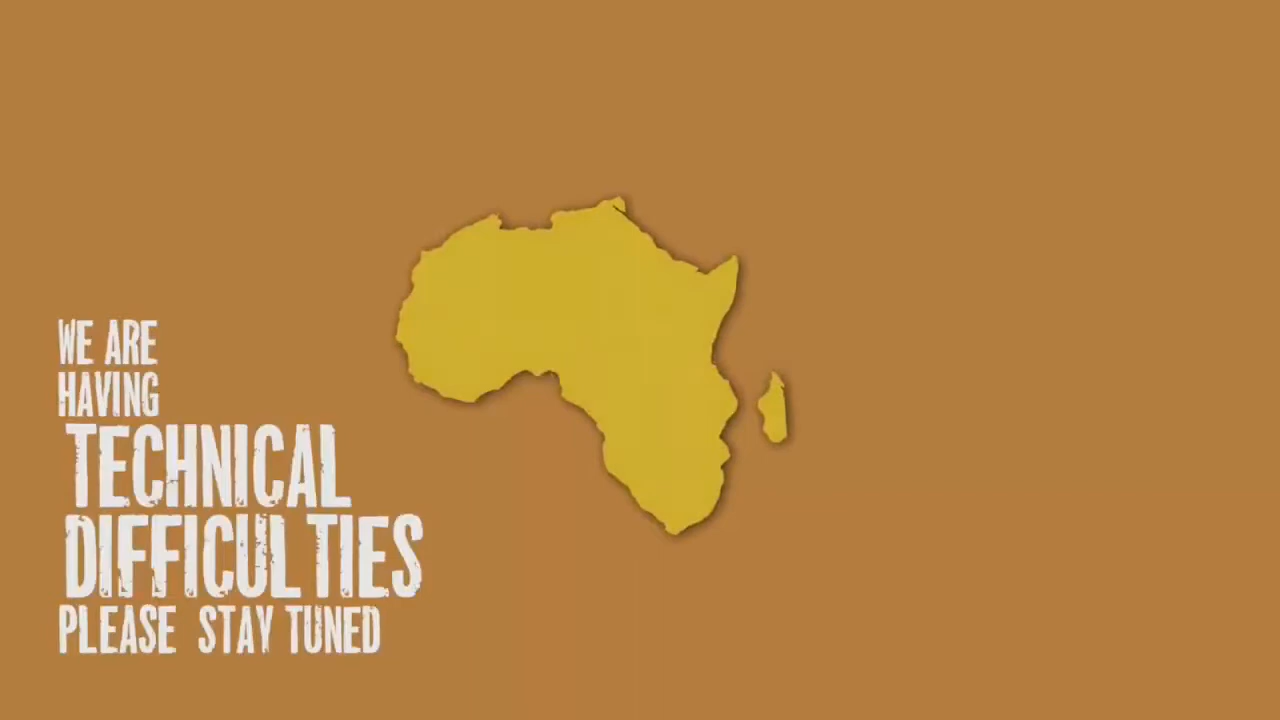 WE ARE
HAVING
TECHNICAL
DIFFICULTIES
PLEASE STAY TUNED